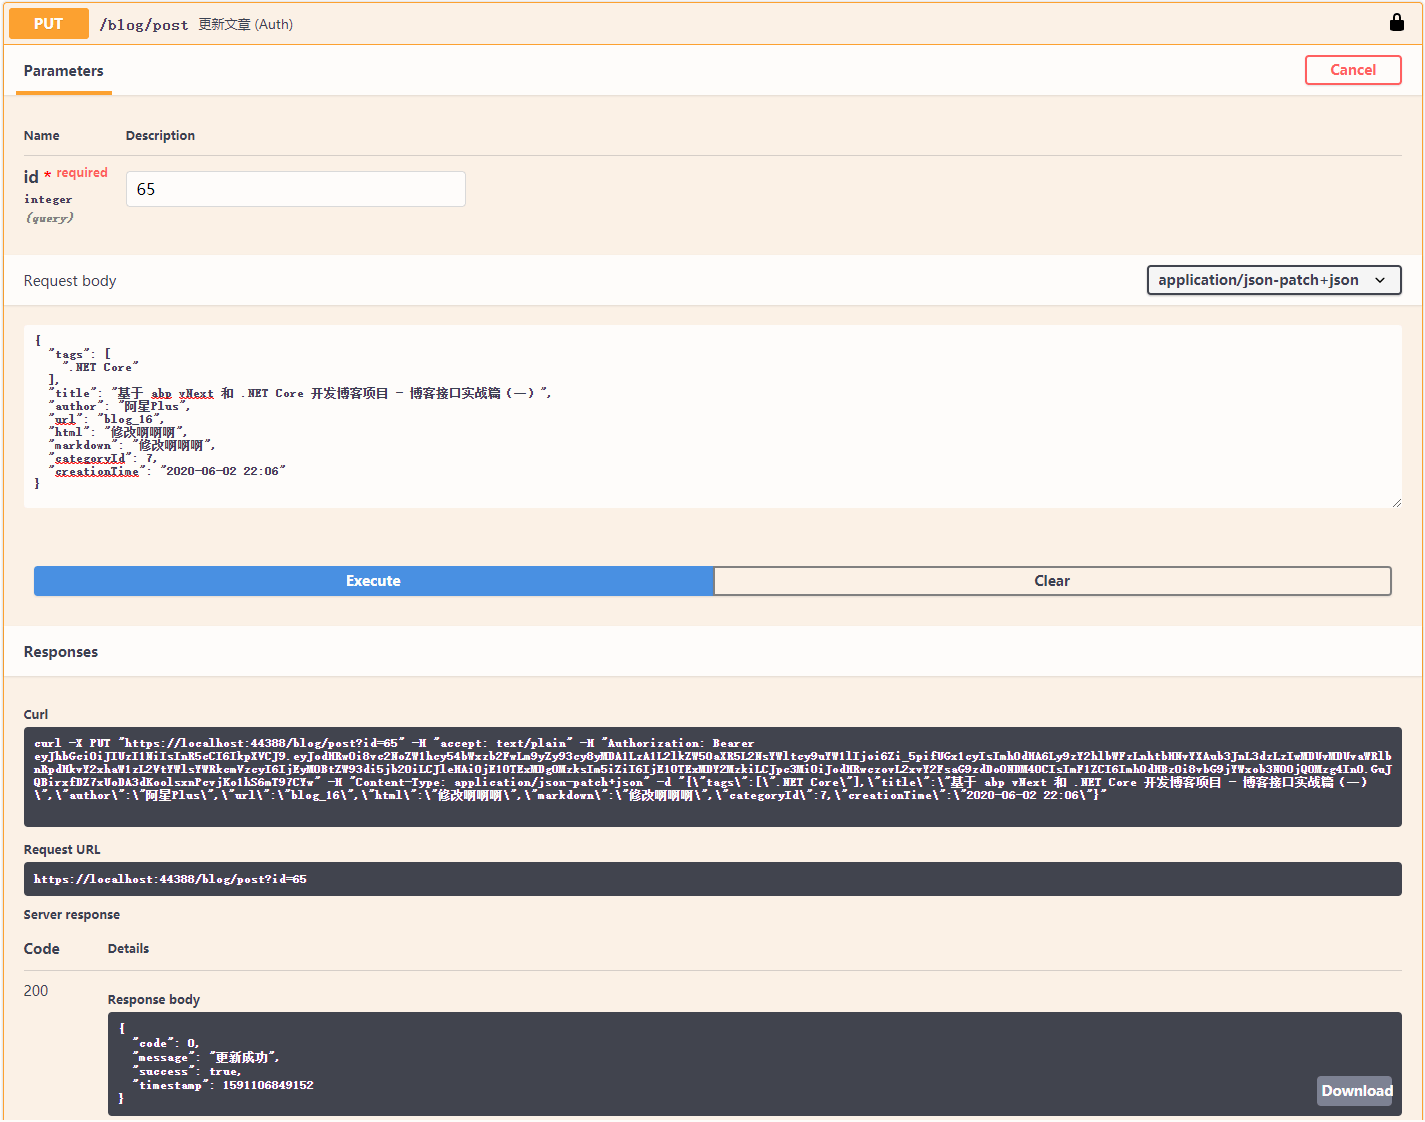 PUT /blog/post 更新文章 (Auth)
Parameters
Cancel
Name Description
id * required
integer
(query)
65
Request body
application/json-patch+json
{
"tags": [
".NET Core"
],
"title": "基于 abp vNext 和 .NET Core 开发博客项目 - 博客接口实战篇（一）",
"author": "阿星Plus",
"url": "blog_16",
"html": "修改啊啊啊",
"markdown": "修改啊啊啊",
"categoryId": 7,
"creationTime": "2020-06-02 22:06"
}
Execute Clear
Responses
Curl
curl -X PUT "https://localhost:44388/blog/post?id=65" -H "accept: text/plain" -H "Authorization: Bearer
" -H "Content-Type: application/json-patch+json" -d "{\"tags\":[\".NET Core\"],\"title\":\"基于 abp vNext 和 .NET Core 开发博客项目 - 博客接口实战篇（一）
\",\"author\":\"阿星Plus\",\"url\":\"blog_16\",\"html\":\"修改啊啊啊\",\"markdown\":\"修改啊啊啊\",\"categoryId\":7,\"creationTime\":\"2020-06-02 22:06\"}"
Request URL
https://localhost:44388/blog/post?id=65
Server response
Code Details
200
Response body
{
"code": 0,
"message": "更新成功",
"success": true,
"timestamp": 1591106849152
}
Download